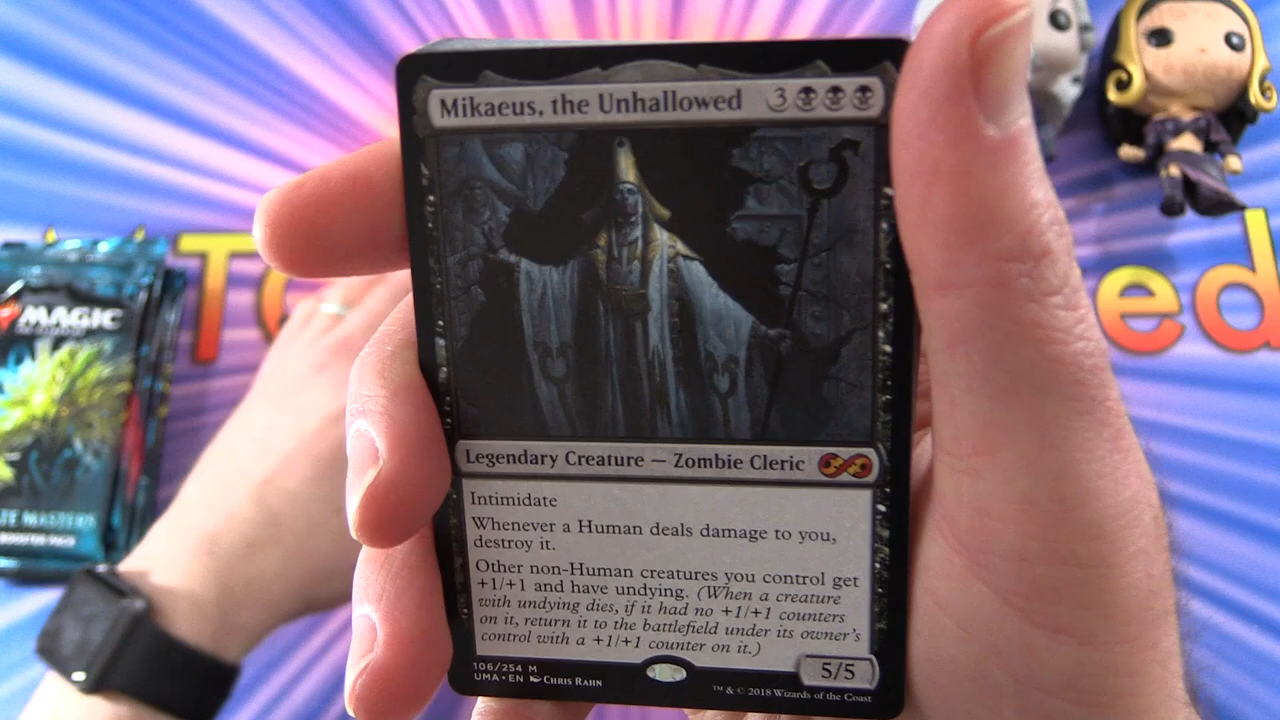 Mikaeus, the Unhallowed 3
Legendary Creature — Zombie Cleric
Intimidate
Whenever a Human deals damage to you,
destroy it.
Other non-Human creatures you control get
+1/+1 and have undying. (When a creature
with undying dies, if it had no +1/+1 counters
on it, return it to the battlefield under its owner's
control with a +1/+1 counter on it.)
5/5
106/254 M
UMA • EN Chris Rahn
™ & © 2018 Wizards of the Coast
MAGIC
BOOSTER PACK
ed